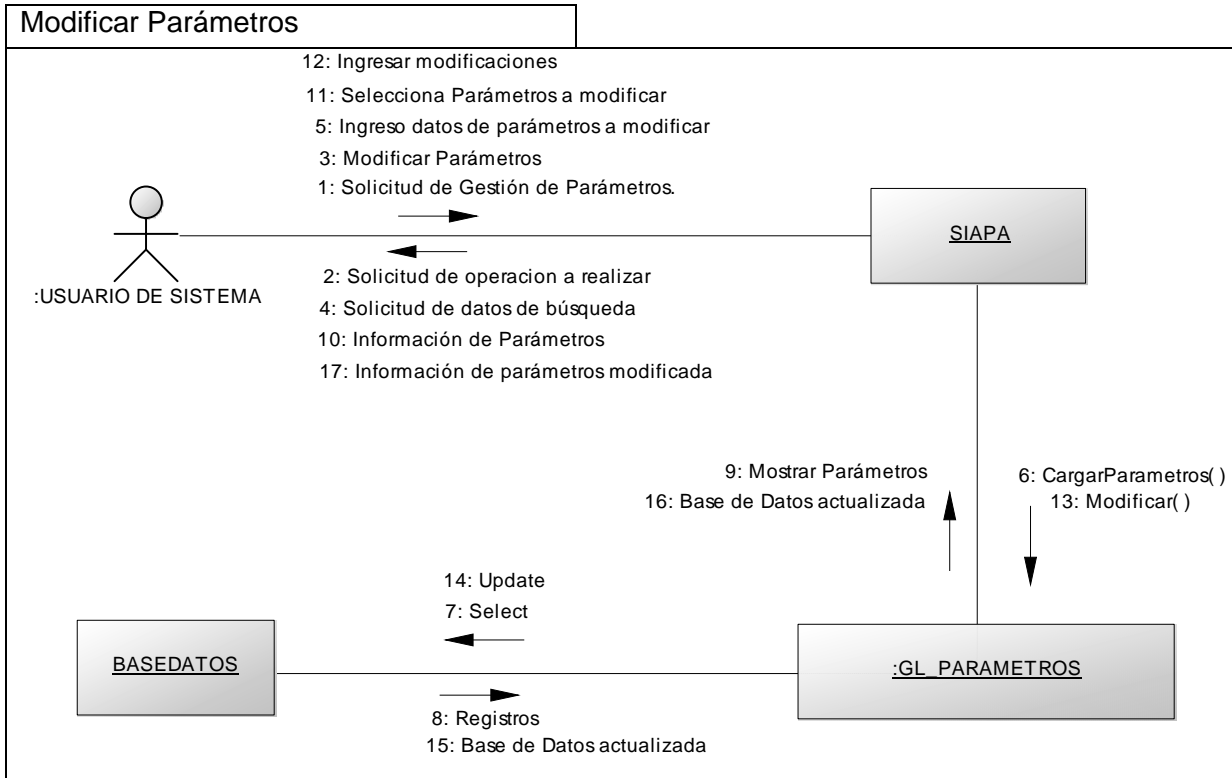 Modificar Parámetros
12: Ingresar modificaciones
11: Selecciona Parámetros a modificar
5: Ingreso datos de parámetros a modificar
3: Modificar Parámetros
1: Solicitud de Gestión de Parámetros.
SIAPA
:USUARIO DE SISTEMA
2: Solicitud de operacion a realizar
4: Solicitud de datos de búsqueda
10: Información de Parámetros
17: Información de parámetros modificada
9: Mostrar Parámetros
16: Base de Datos actualizada
6: CargarParametros( )
13: Modificar( )
14: Update
7: Select
BASEDATOS
:GL_PARAMETROS
8: Registros
15: Base de Datos actualizada